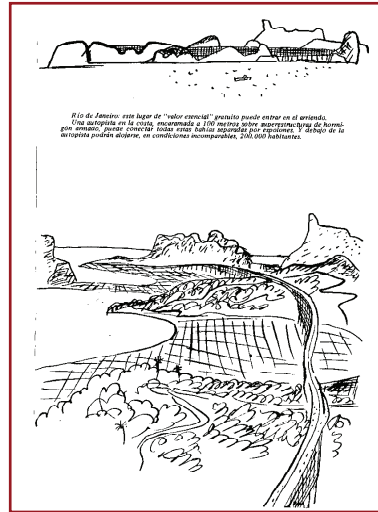 Río de Janeiro: este lugar de "valor esencial" gratuito puede entrar en el arriendo.
Una autopista en la costa, encaramada a 100 metros sobre superestructuras de hormi-
gón armado, puede conectar todas estas bahías separadas por espolones. Y debajo de la
autopista podrán alojarse, en condiciones incomparables, 200.000 habitantes.